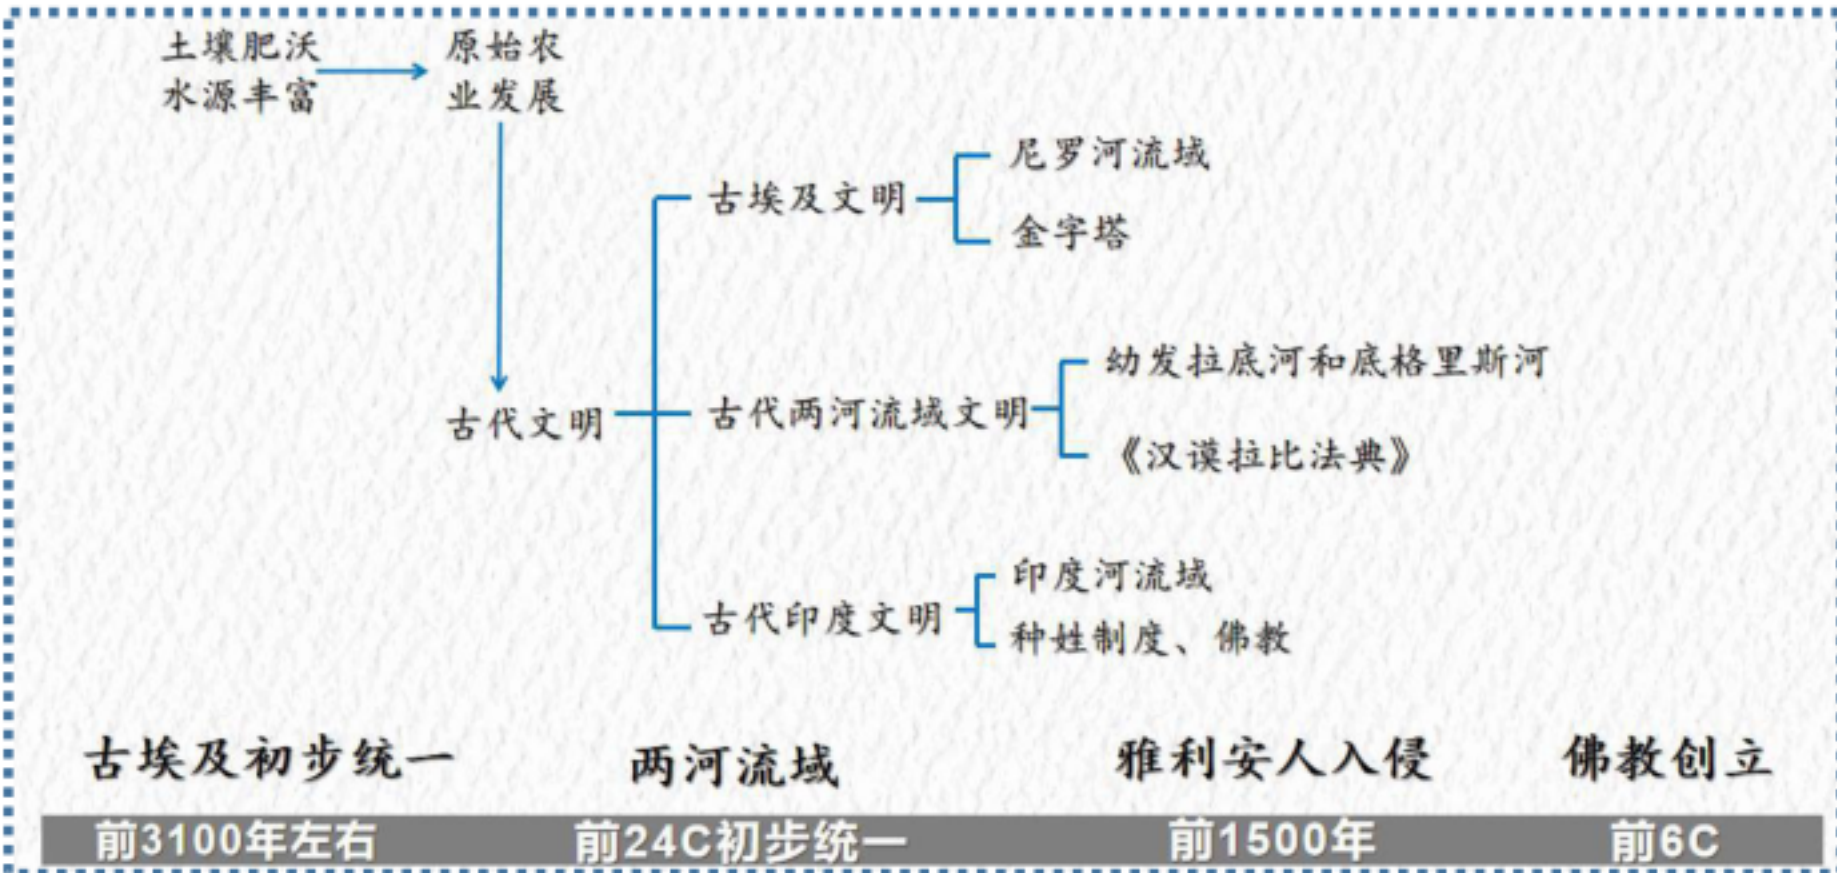 土壤肥沃
水源丰富
原始农
业发展
古代文明
古埃及文明
尼罗河流域
金字塔
古代两河流域文明
幼发拉底河和底格里斯河
《汉谟拉比法典》
古代印度文明
印度河流域
种姓制度、佛教
古埃及初步统一
两河流域
雅利安人入侵
佛教创立
前3100年左右
前24C初步统一
前1500年
前6C